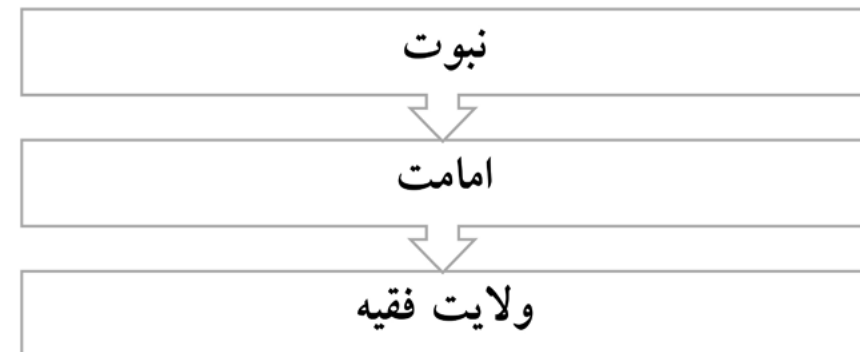 نبوت
امامت
ولایت فقیه